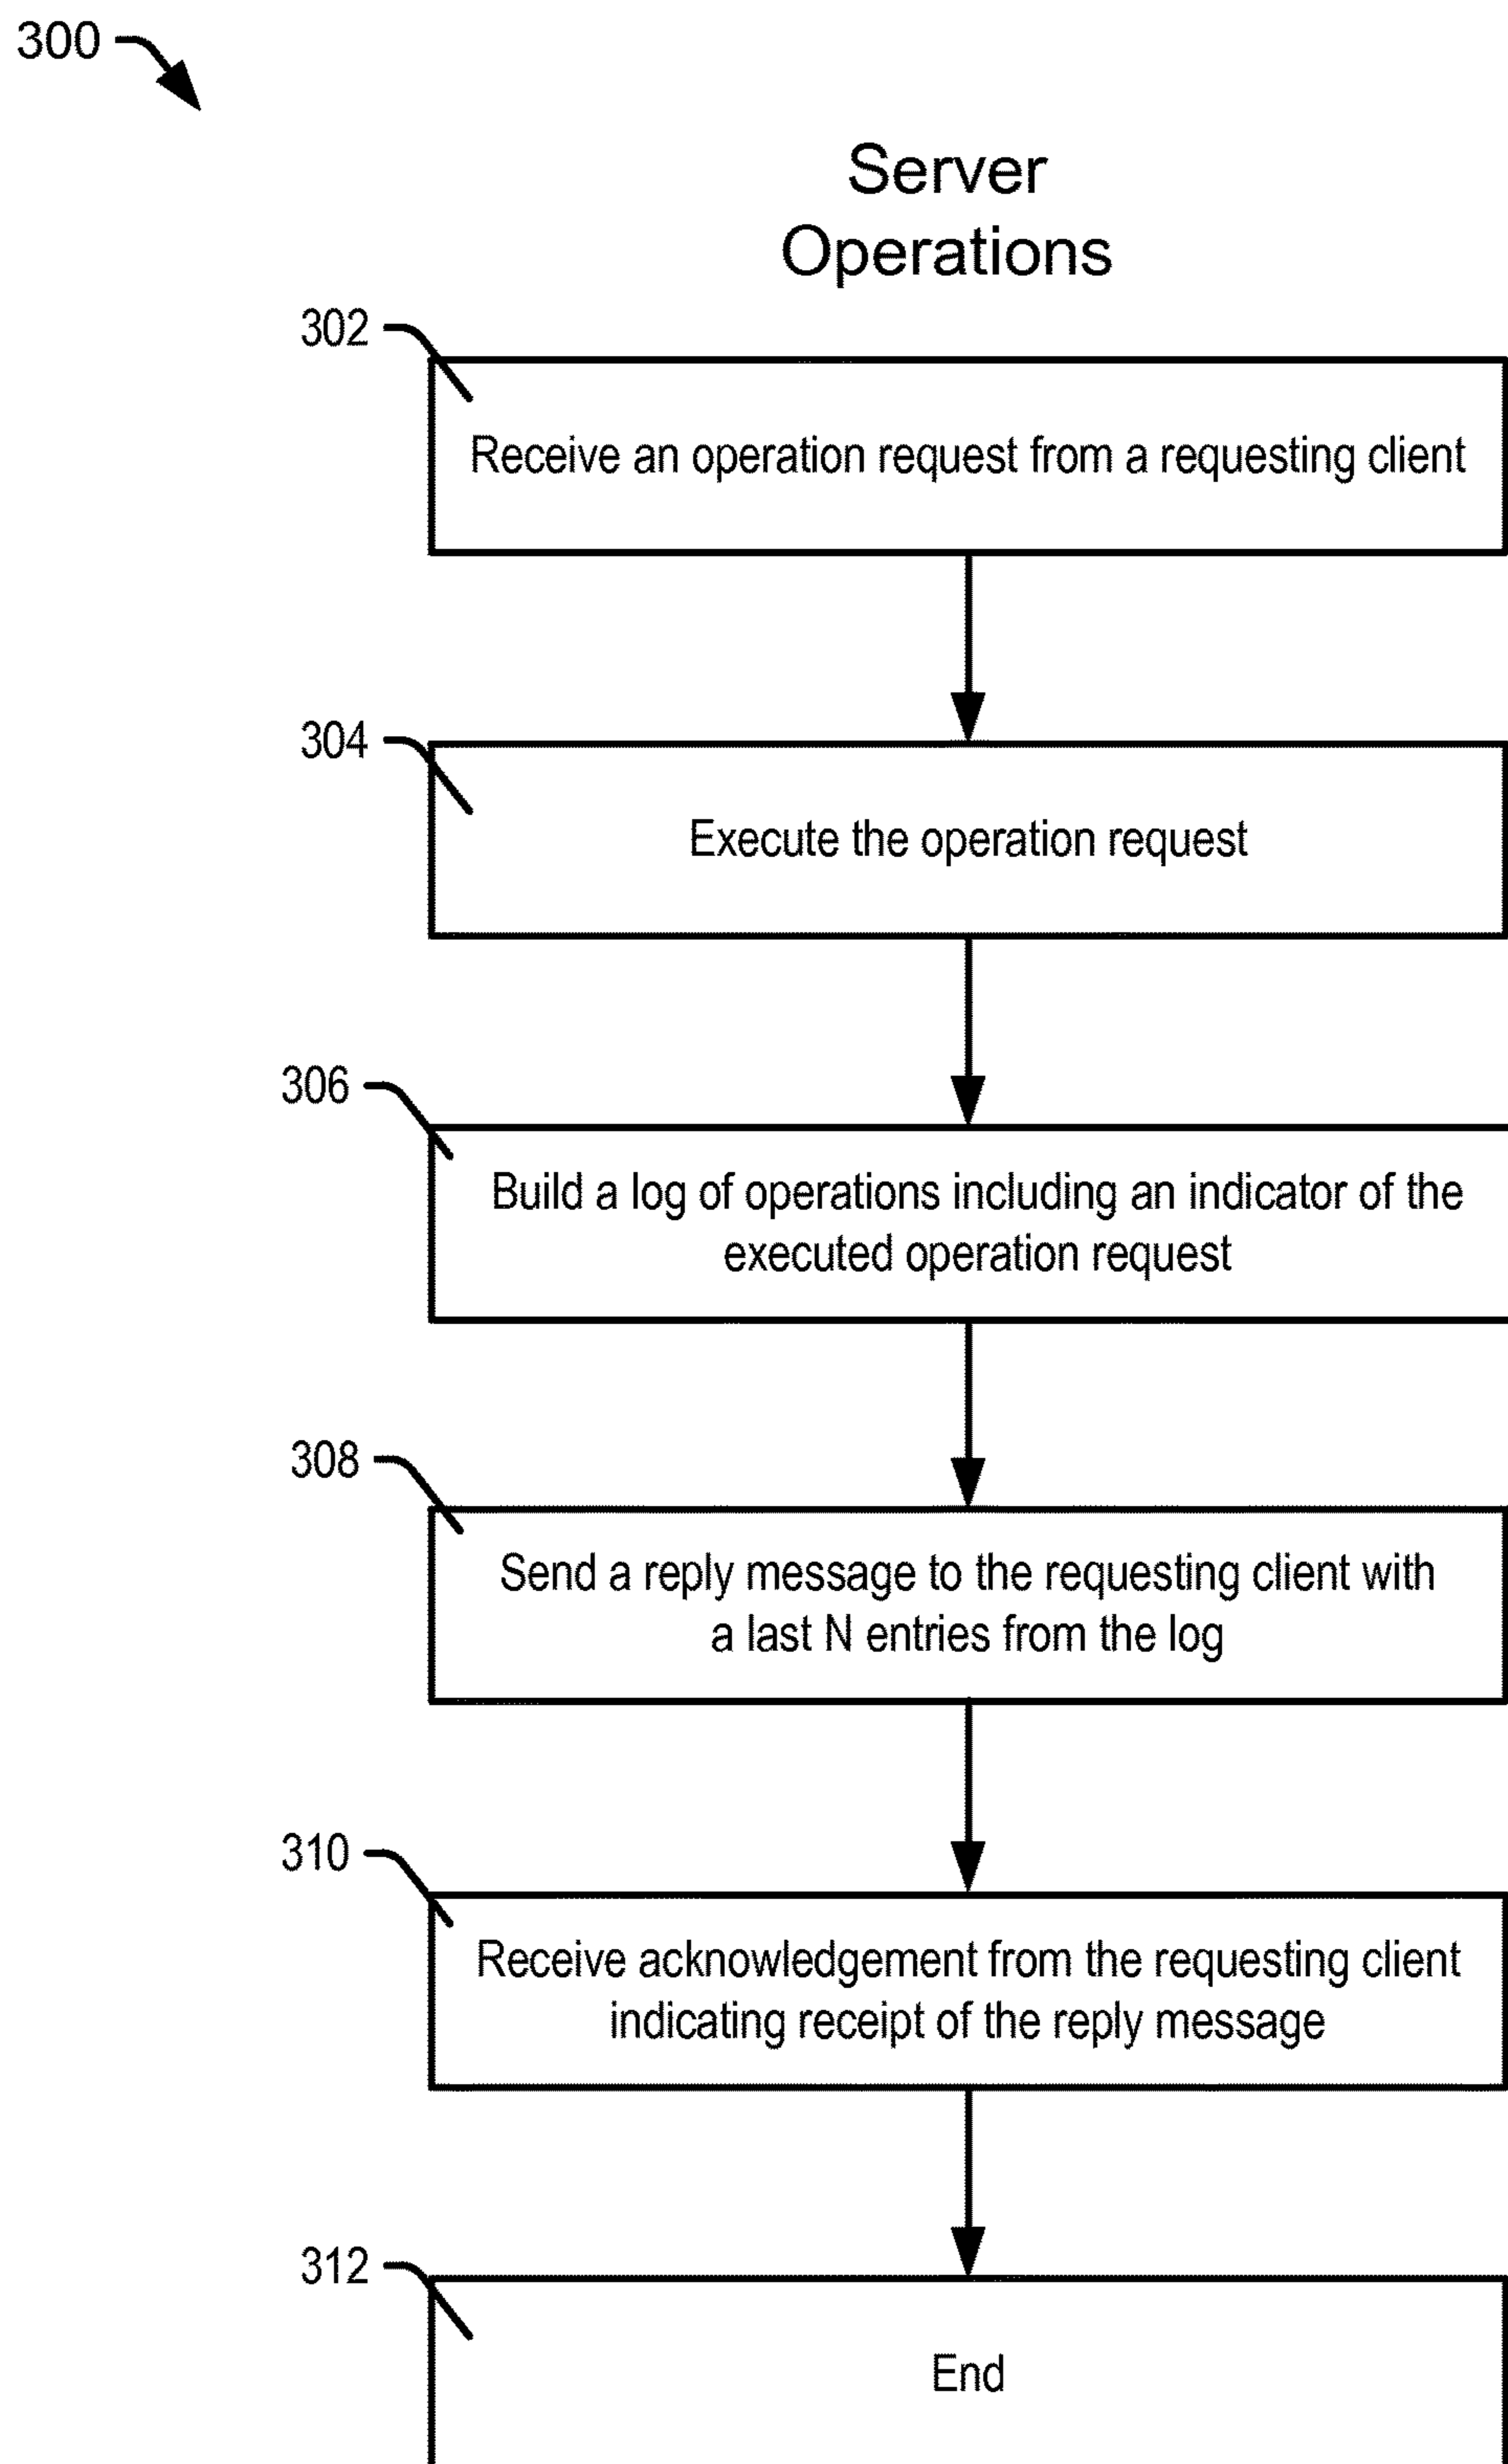 300
Server
Operations
302
Receive an operation request from a requesting client
304
Execute the operation request
306
Build a log of operations including an indicator of the
executed operation request
308
Send a reply message to the requesting client with
a last N entries from the log
310
Receive acknowledgement from the requesting client
indicating receipt of the reply message
312
End